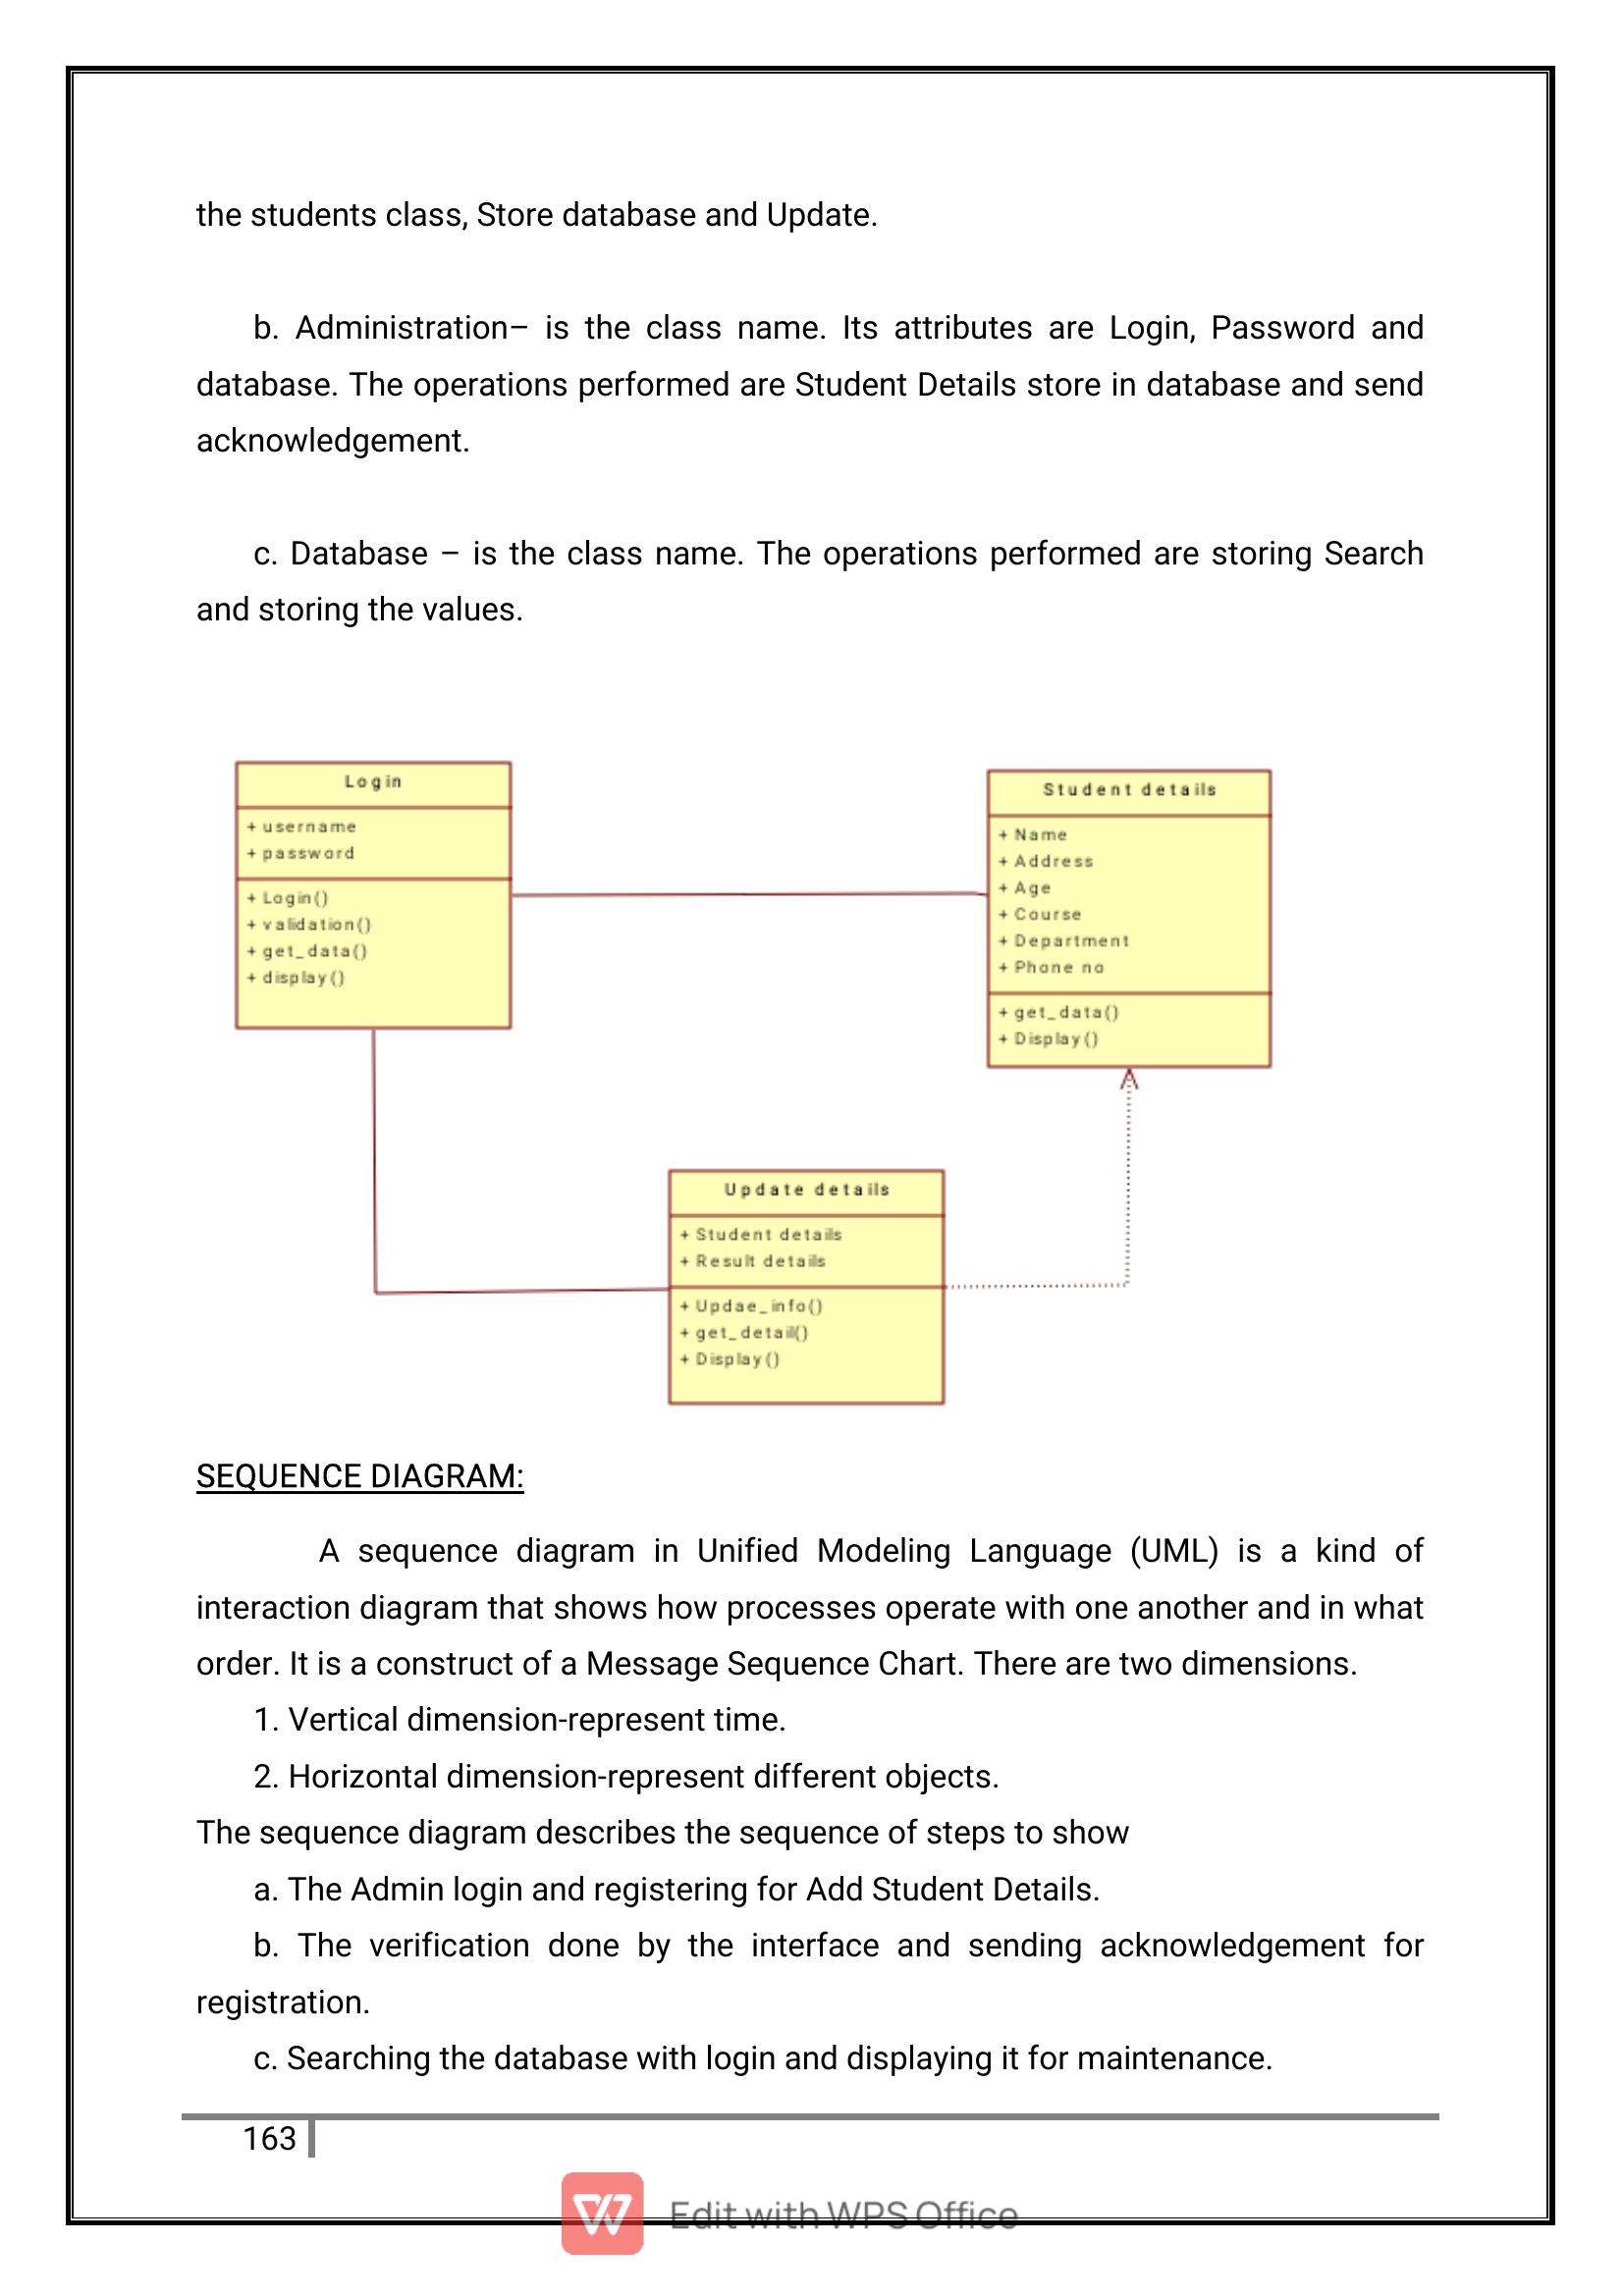 the students class, Store database and Update.
b. Administration– is the class name. Its attributes are Login, Password and
database. The operations performed are Student Details store in database and send
acknowledgement.
c. Database – is the class name. The operations performed are storing Search
and storing the values.
Login
+ username
+ password
+ Login()
+ validation()
+ get_data()
+ display()
Student details
+ Name
+ Address
+ Age
+ Course
+ Department
+ Phone no
+ get_data()
+ Display()
Update details
+ Student details
+ Result details
+ Updae_info()
+ get_detail()
+ Display()
SEQUENCE DIAGRAM:
A sequence diagram in Unified Modeling Language (UML) is a kind of
interaction diagram that shows how processes operate with one another and in what
order. It is a construct of a Message Sequence Chart. There are two dimensions.
1. Vertical dimension-represent time.
2. Horizontal dimension-represent different objects.
The sequence diagram describes the sequence of steps to show
a. The Admin login and registering for Add Student Details.
b. The verification done by the interface and sending acknowledgement for
registration.
c. Searching the database with login and displaying it for maintenance.
163
Edit with WPS Office